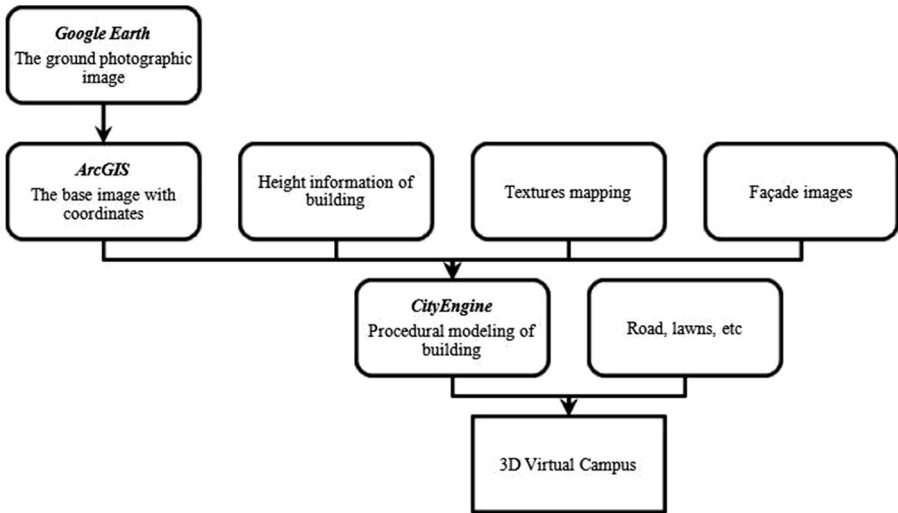 Google Earth
The ground photographic
image
ArcGIS
The base image with
coordinates
Height information of
building
Textures mapping
Façade images
CityEngine
Procedural modeling of
building
Road, lawns, etc
3D Virtual Campus